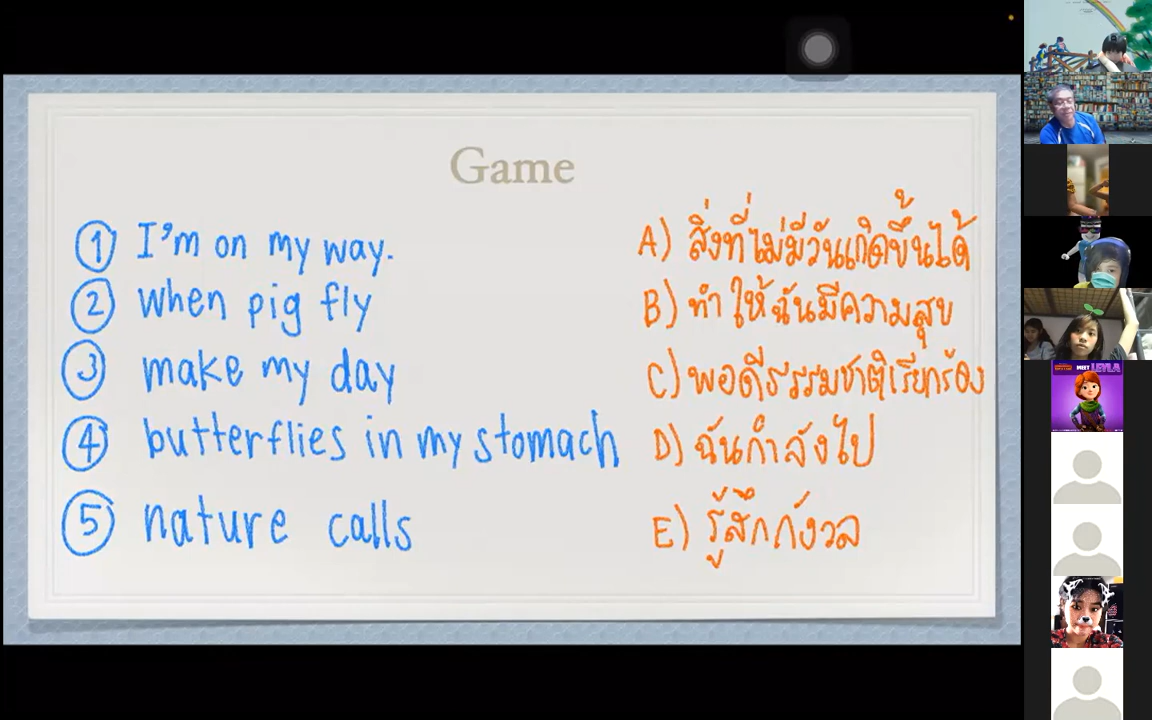 Game
① I'm on my way.
② when pig fly
③ make my day
④ butterflies in my stomach
⑤ nature calls
A) สิ่งที่ไม่มีวันเกิดขึ้นได้
B) ทำให้ฉันมีความสุข
C) พอดีธรรมชาติเรียกร้อง
D) ฉันกำลังไป
E) รู้สึกกังวล
MEET LEYLA